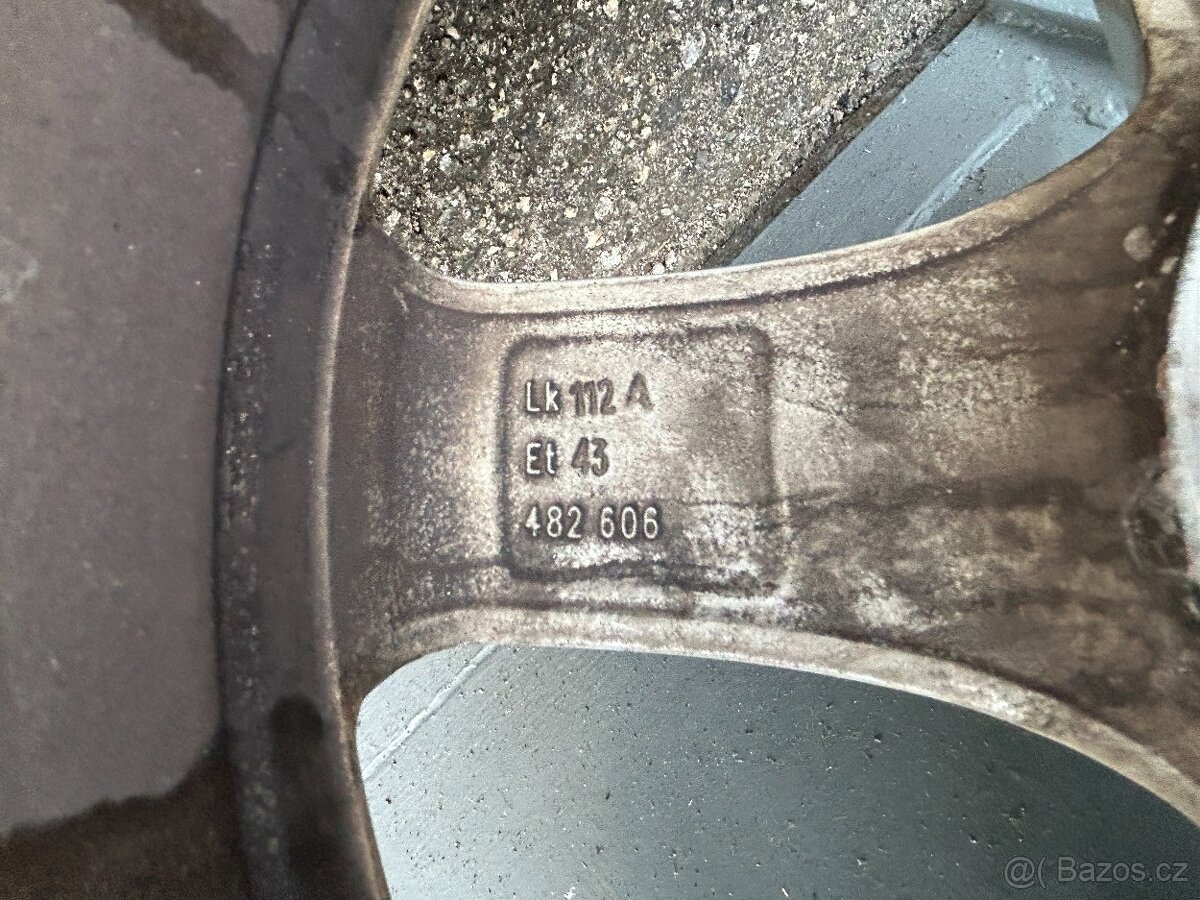 Lk 112 A
Et 43
482 606
@( Bazos.cz